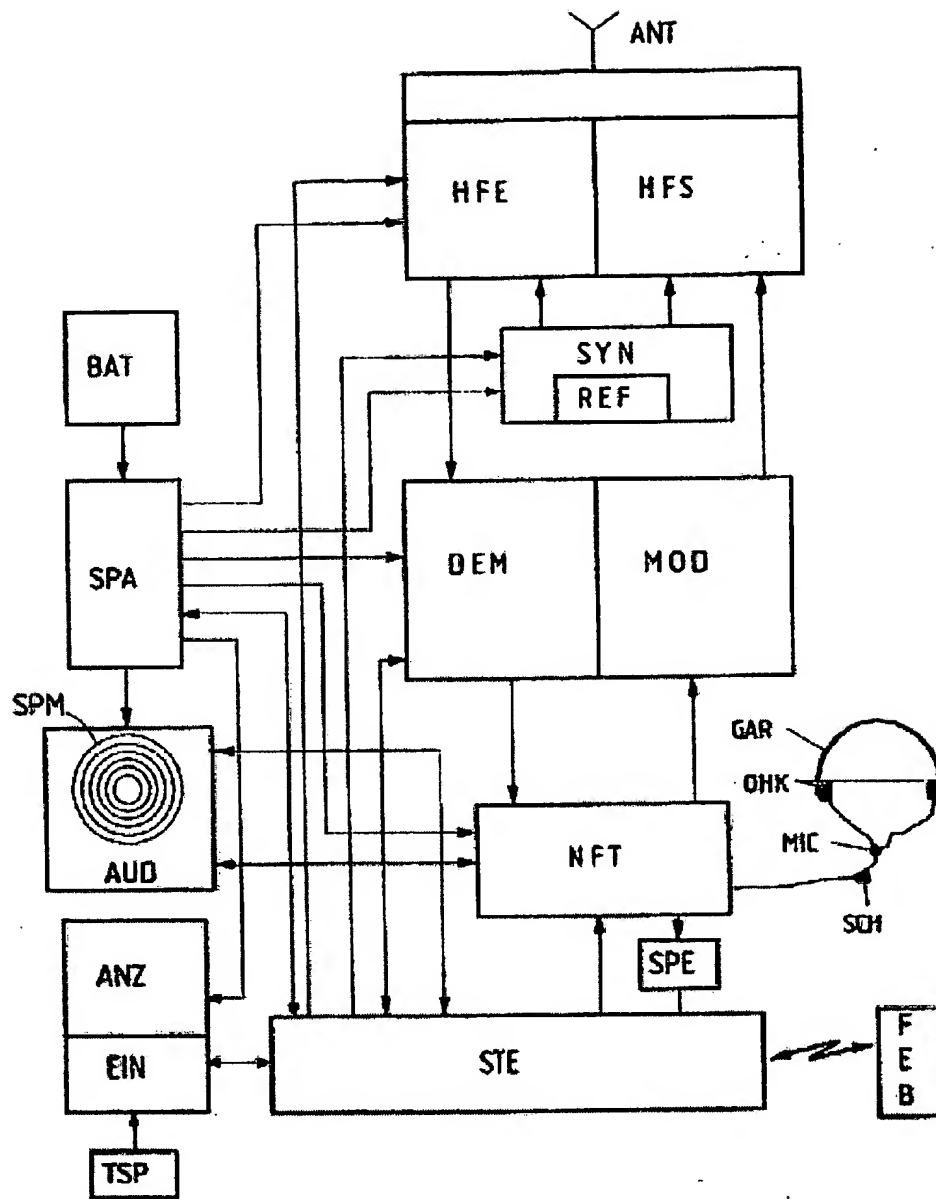 ANT
HFE HFS
BAT
SYN
REF
SPA
DEM MOD
SPM
GAR
OHK
AUD
NFT
MIC
SCH
SPE
ANZ
EIN
STE
F
E
B
TSP